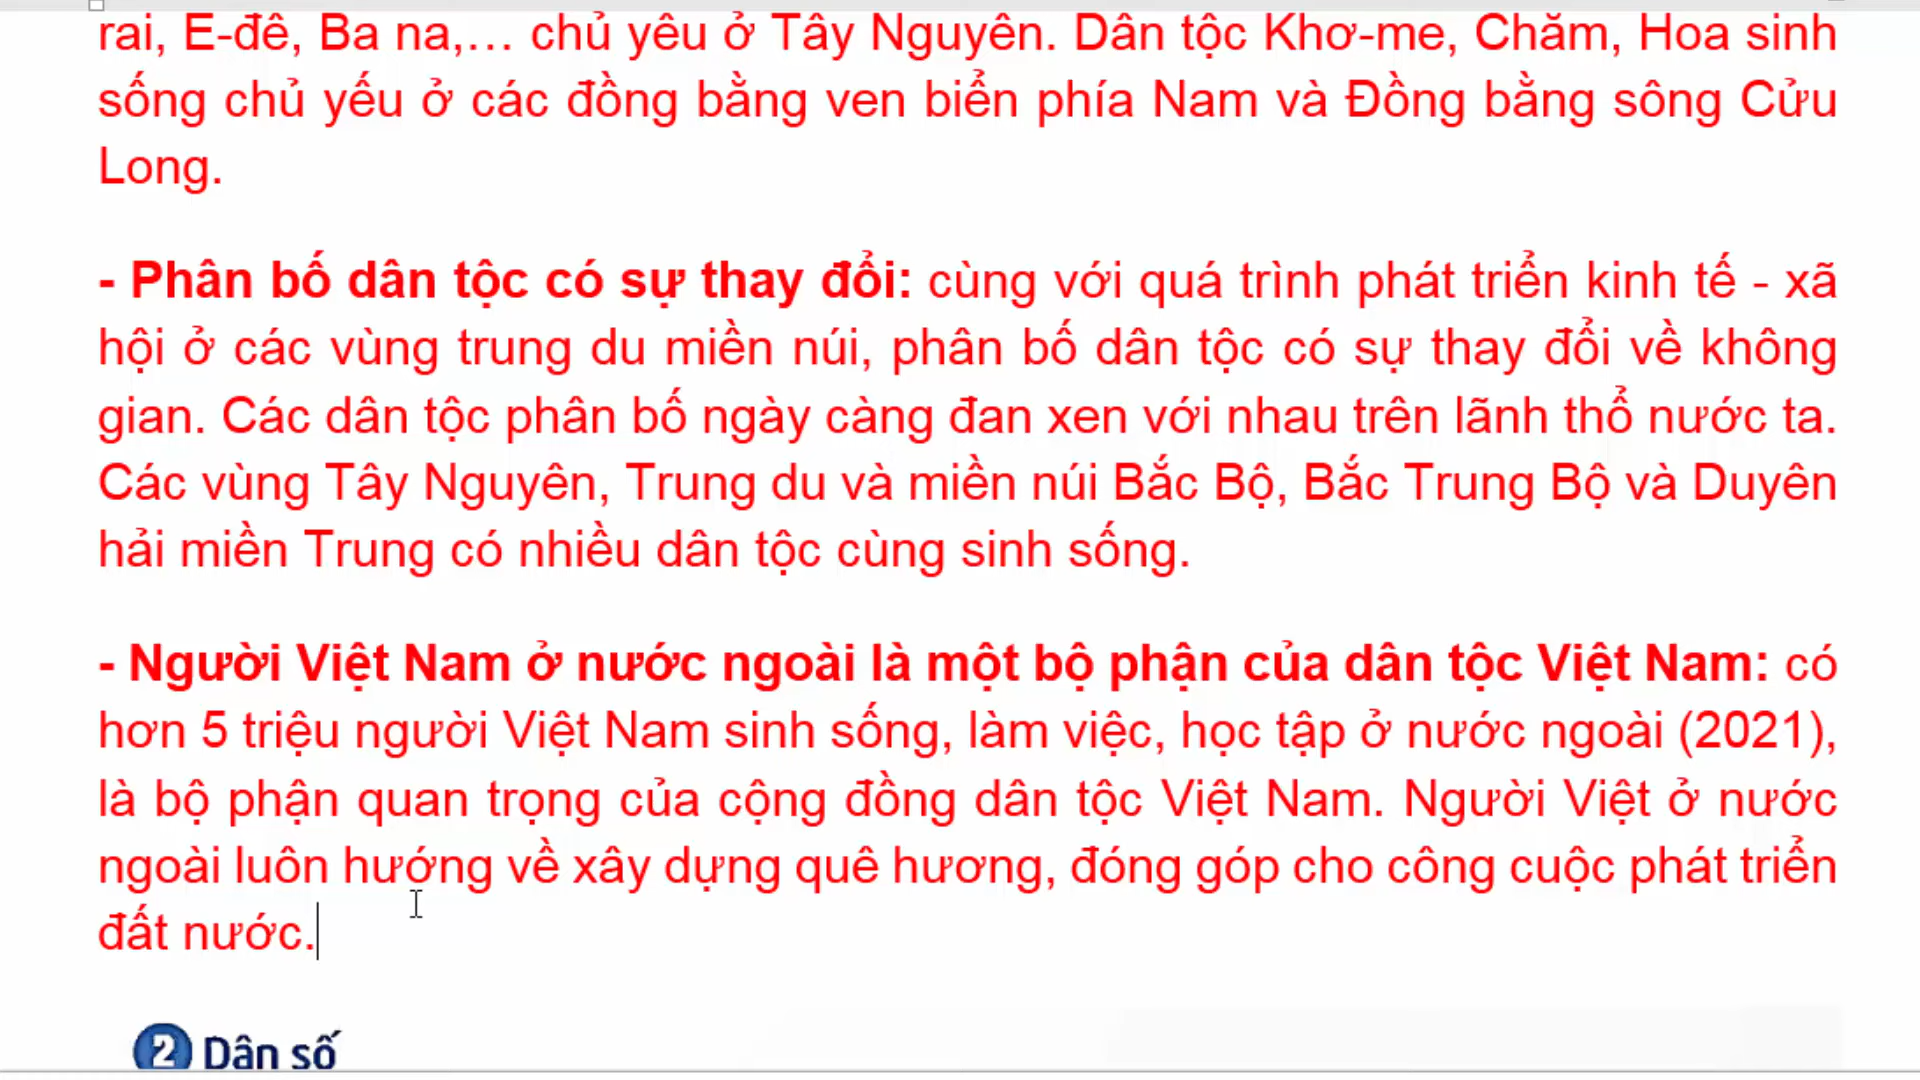 rai, E-đê, Ba na,… chủ yếu ở Tây Nguyên. Dân tộc Khơ-me, Chăm, Hoa sinh
sống chủ yếu ở các đồng bằng ven biển phía Nam và Đồng bằng sông Cửu
Long.
- Phân bố dân tộc có sự thay đổi: cùng với quá trình phát triển kinh tế - xã
hội ở các vùng trung du miền núi, phân bố dân tộc có sự thay đổi về không
gian. Các dân tộc phân bố ngày càng đan xen với nhau trên lãnh thổ nước ta.
Các vùng Tây Nguyên, Trung du và miền núi Bắc Bộ, Bắc Trung Bộ và Duyên
hải miền Trung có nhiều dân tộc cùng sinh sống.
- Người Việt Nam ở nước ngoài là một bộ phận của dân tộc Việt Nam: có
hơn 5 triệu người Việt Nam sinh sống, làm việc, học tập ở nước ngoài (2021),
là bộ phận quan trọng của cộng đồng dân tộc Việt Nam. Người Việt ở nước
ngoài luôn hướng về xây dựng quê hương, đóng góp cho công cuộc phát triển
đất nước.
2 Dân số